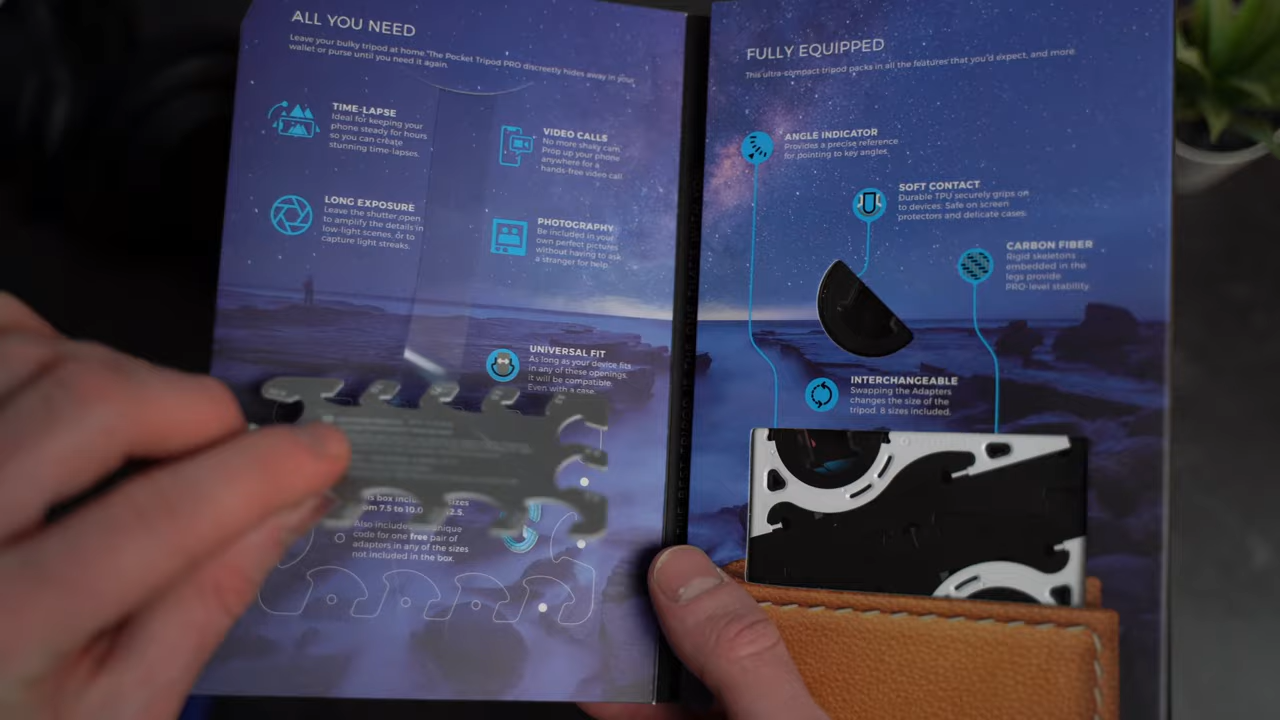 ALL YOU NEED
Leave your bulky tripod at home. The Pocket Tripod PRO discreetly hides away in your
wallet or purse until you need it again.
TIME-LAPSE
Ideal for keeping your
phone steady for hours
so you can create
stunning time-lapses.
VIDEO CALLS
No more shaky cam.
Prop up your phone
anywhere for a
hands-free video call.
LONG EXPOSURE
Leave the shutter open
to amplify the details in
low-light scenes, or to
capture light streaks.
PHOTOGRAPHY
Be included in your
own perfect pictures
without having to ask
a stranger for help.
UNIVERSAL FIT
As long as your device fits
in any of these openings,
it will be compatible.
Even with a case.
sizes
7.5 to 10.0
Also includes
code for one free pair of
adapters in any of the sizes
not included in the box.
FULLY EQUIPPED
This ultra-compact tripod packs in all the features that you'd expect, and more.
ANGLE INDICATOR
Provides a precise reference
for pointing to key angles.
SOFT CONTACT
Durable TPU securely grips on
to devices. Safe on screen
protectors and delicate cases.
CARBON FIBER
Rigid skeletons
embedded in the
legs provide
PRO-level stability.
INTERCHANGEABLE
Swapping the Adapters
changes the size of the
tripod. 8 sizes included.